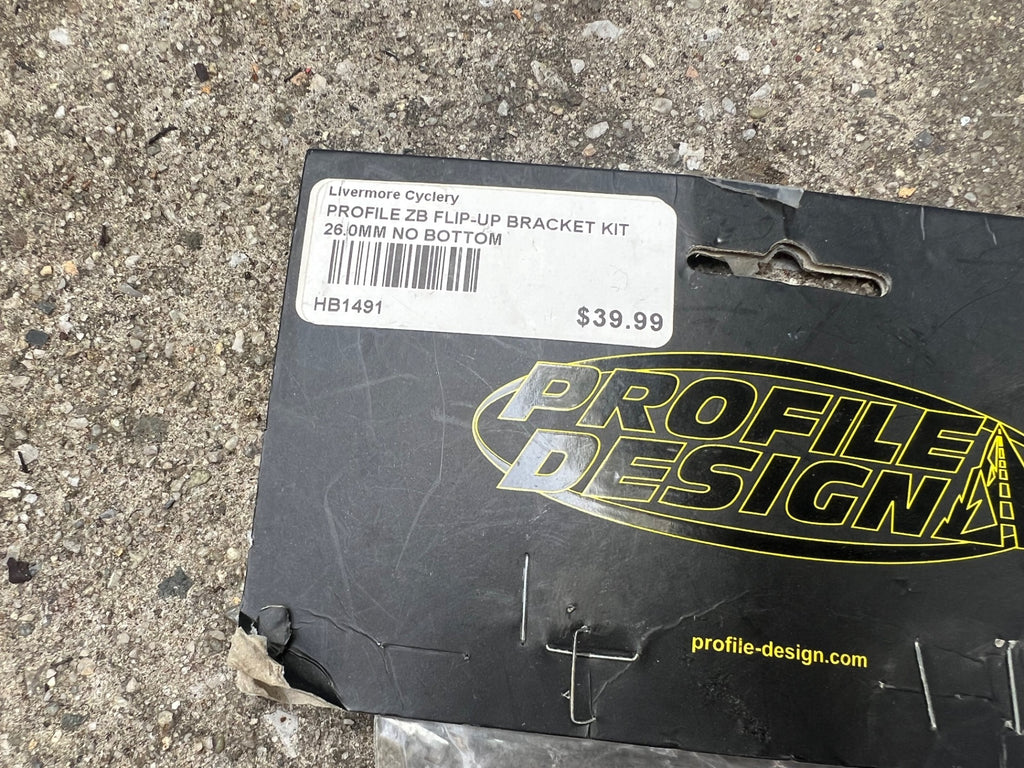 Livermore Cyclery
PROFILE ZB FLIP-UP BRACKET KIT
26.0MM NO BOTTOM
HB1491
$39.99
PROFILE
DESIGN
profile-design.com